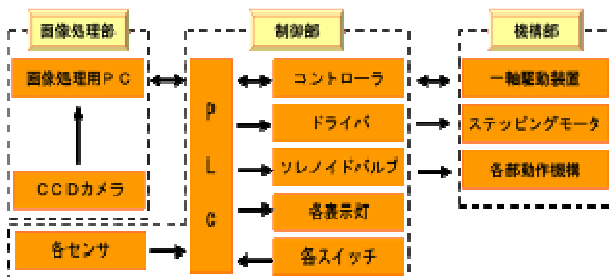 画像処理部
画像処理用PC
CCDカメラ
各センサ
制御部
PLC
コントローラ
ドライバ
ソレノイドバルブ
各表示灯
各スイッチ
機構部
一軸駆動装置
ステッピングモータ
各部動作機構